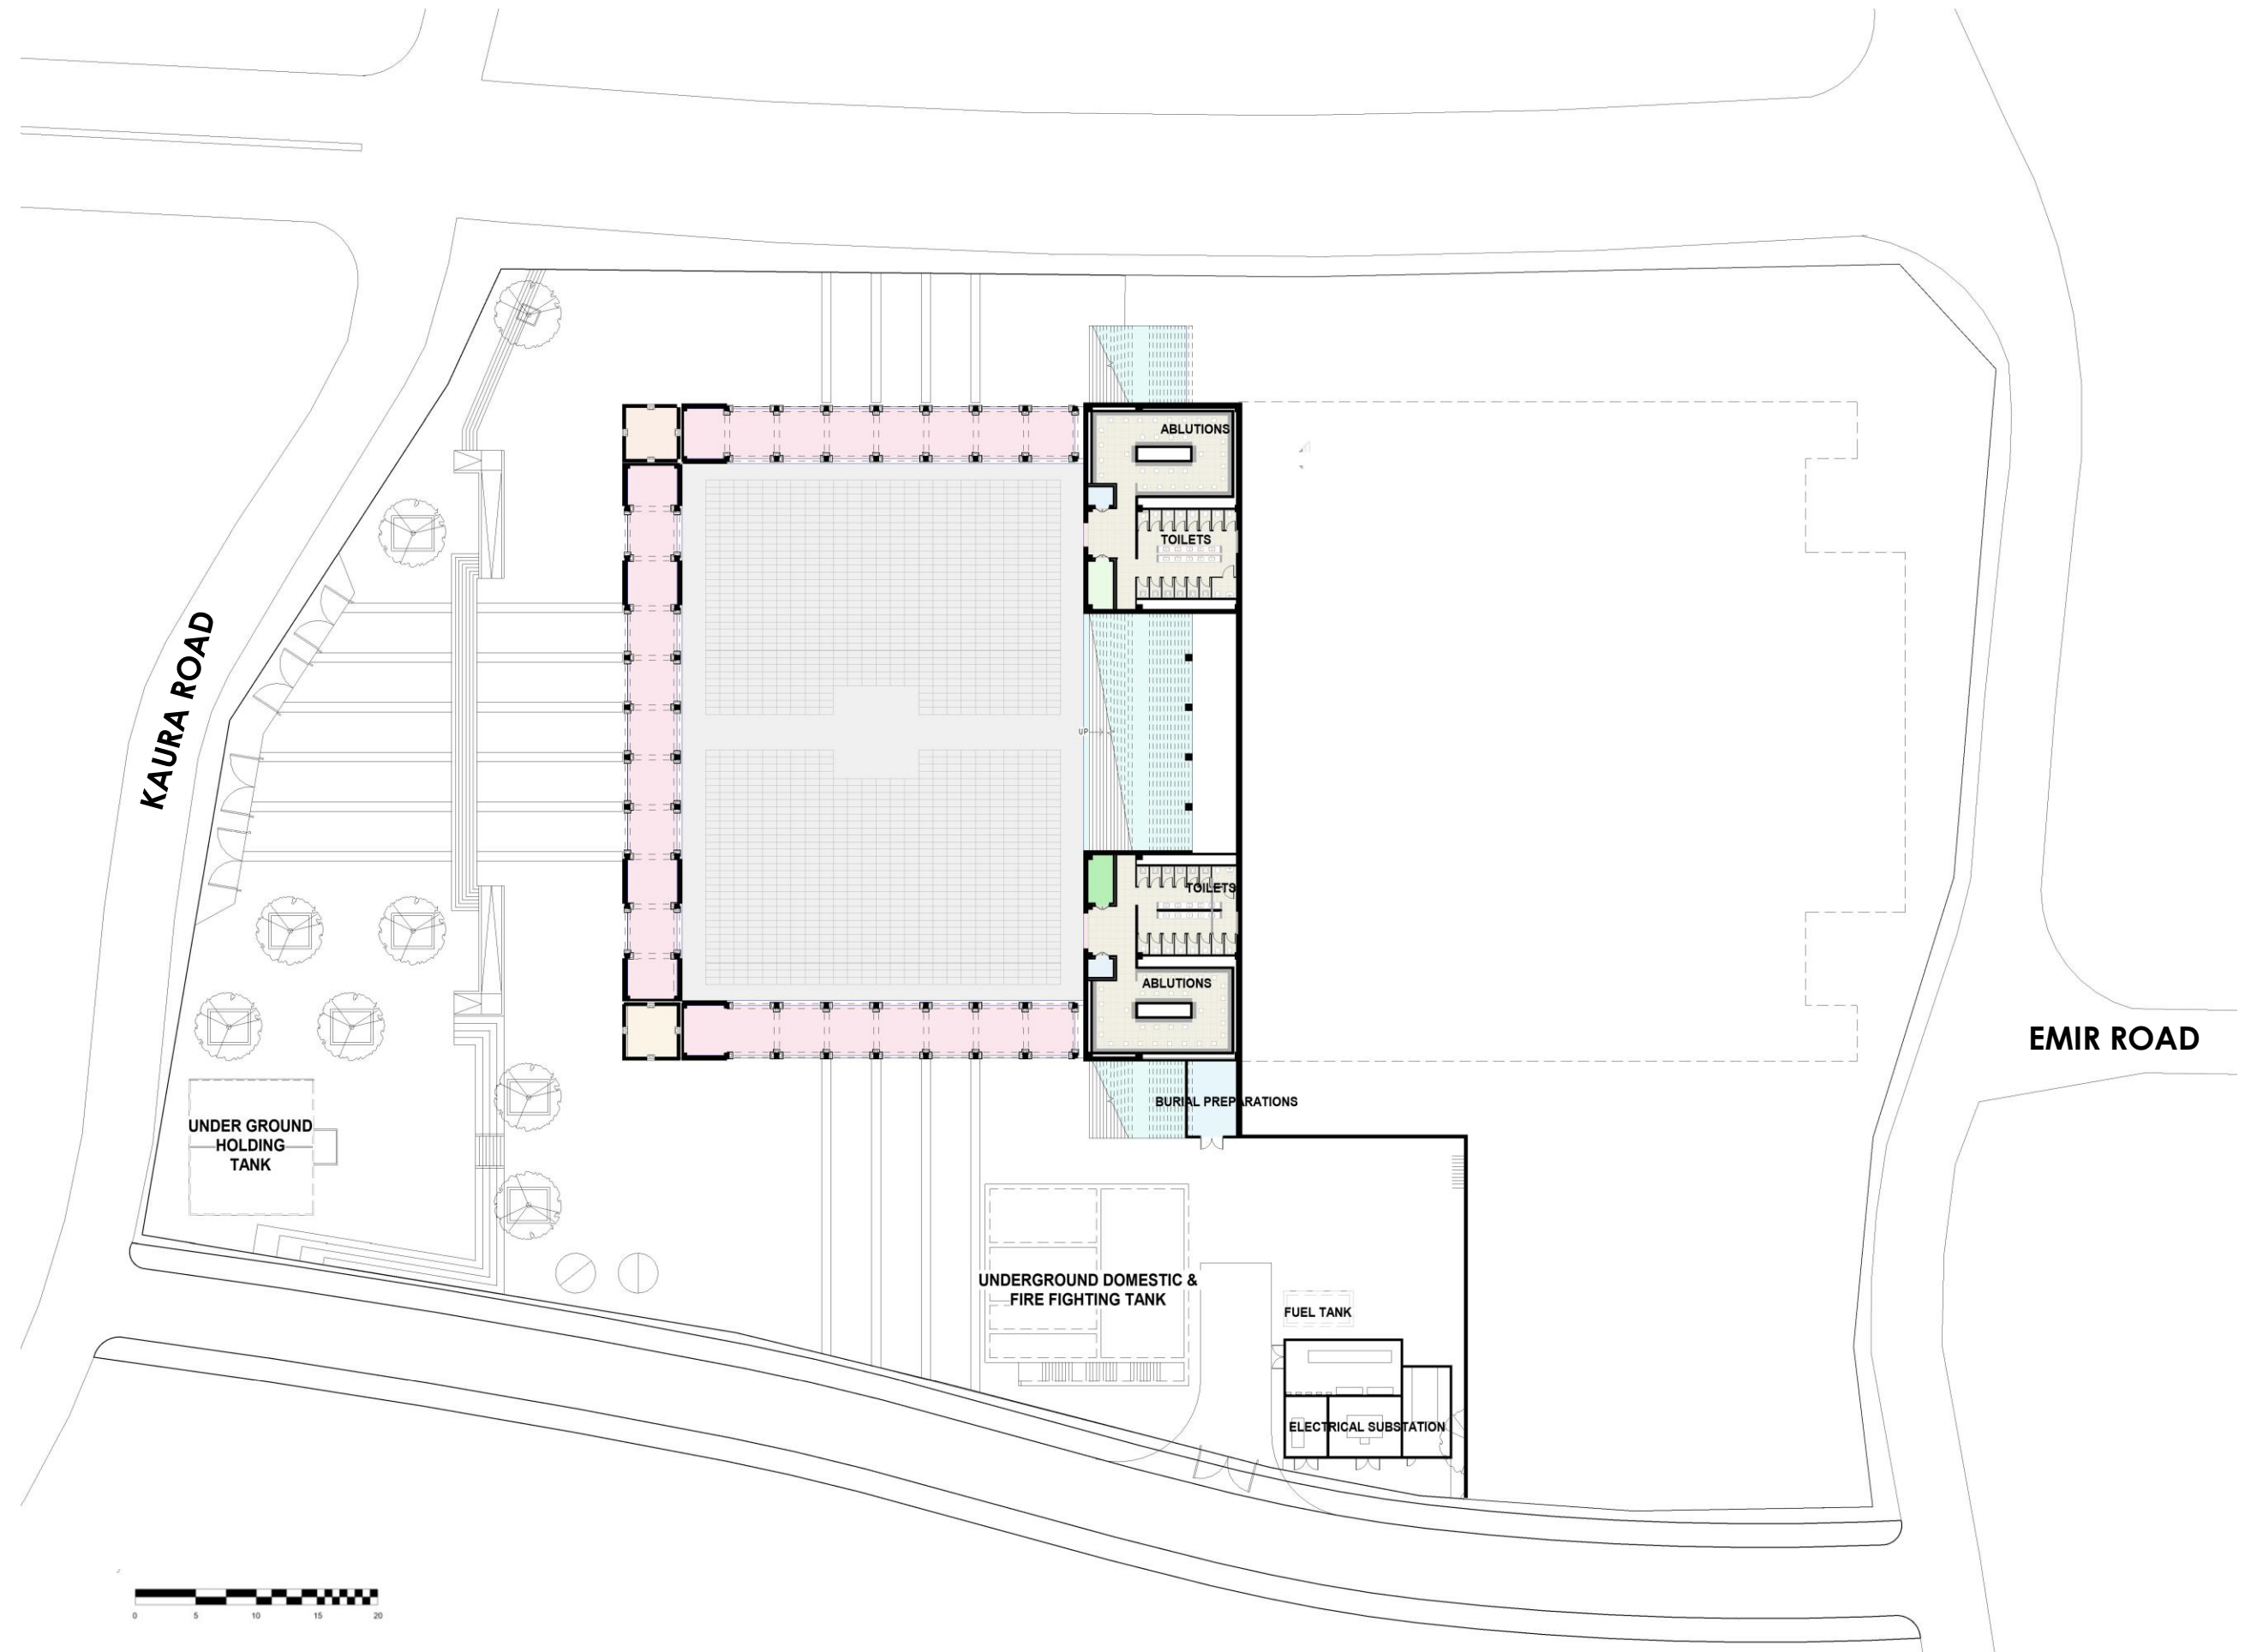 ABLUTIONS
TOILETS
KAURA ROAD
UP
TOILETS
ABLUTIONS
EMIR ROAD
BURIAL PREPARATIONS
UNDER GROUND
HOLDING
TANK
UNDERGROUND DOMESTIC &
FIRE FIGHTING TANK
FUEL TANK
ELECTRICAL SUBSTATION
0 5 10 15 20